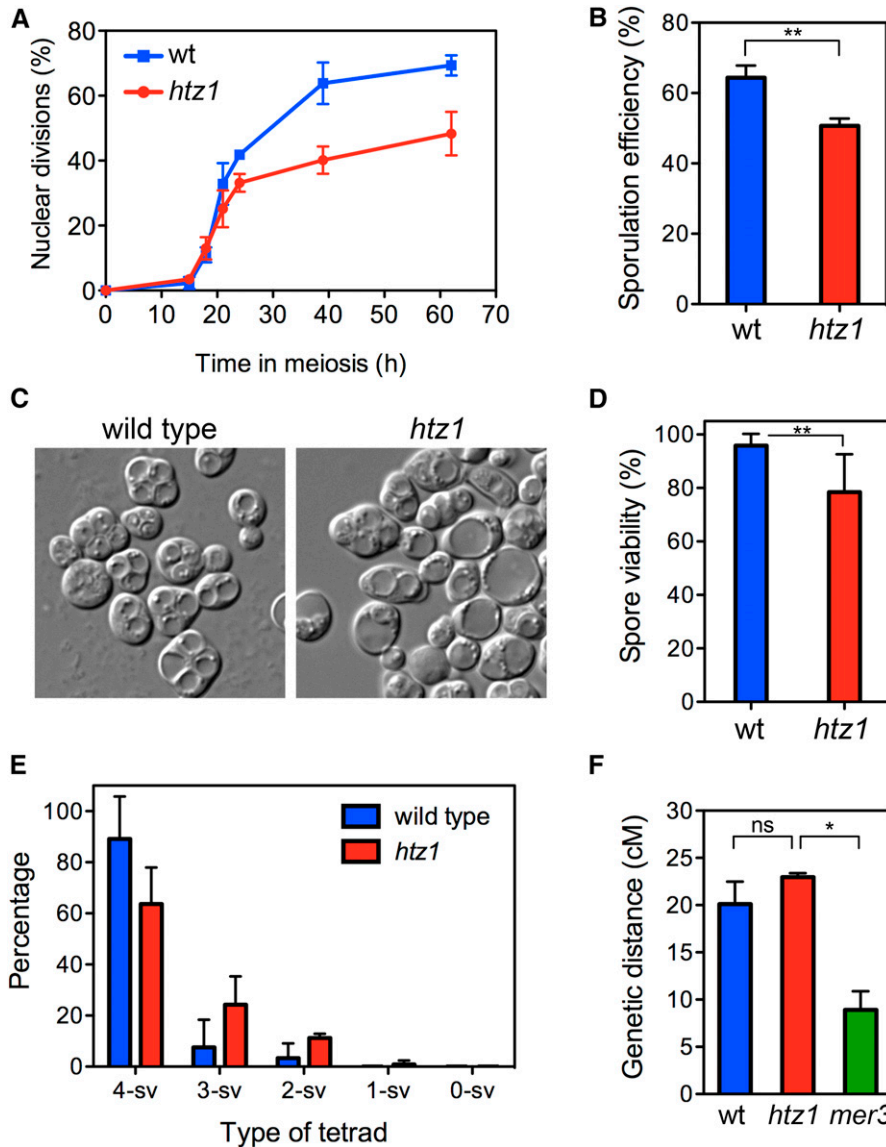 A
80
60
40
20
0
Nuclear divisions (%)
wt
htz1
0 10 20 30 40 50 60 70
Time in meiosis (h)
B
80
60
40
20
0
Sporulation efficiency (%)
**
wt htz1
C
wild type htz1
D
100
80
60
40
20
0
Spore viability (%)
**
wt htz1
E
100
80
60
40
20
0
Percentage
wild type
htz1
4-sv 3-sv 2-sv 1-sv 0-sv
Type of tetrad
F
30
25
20
15
10
5
0
Genetic distance (cM)
ns *
wt htz1 mer3